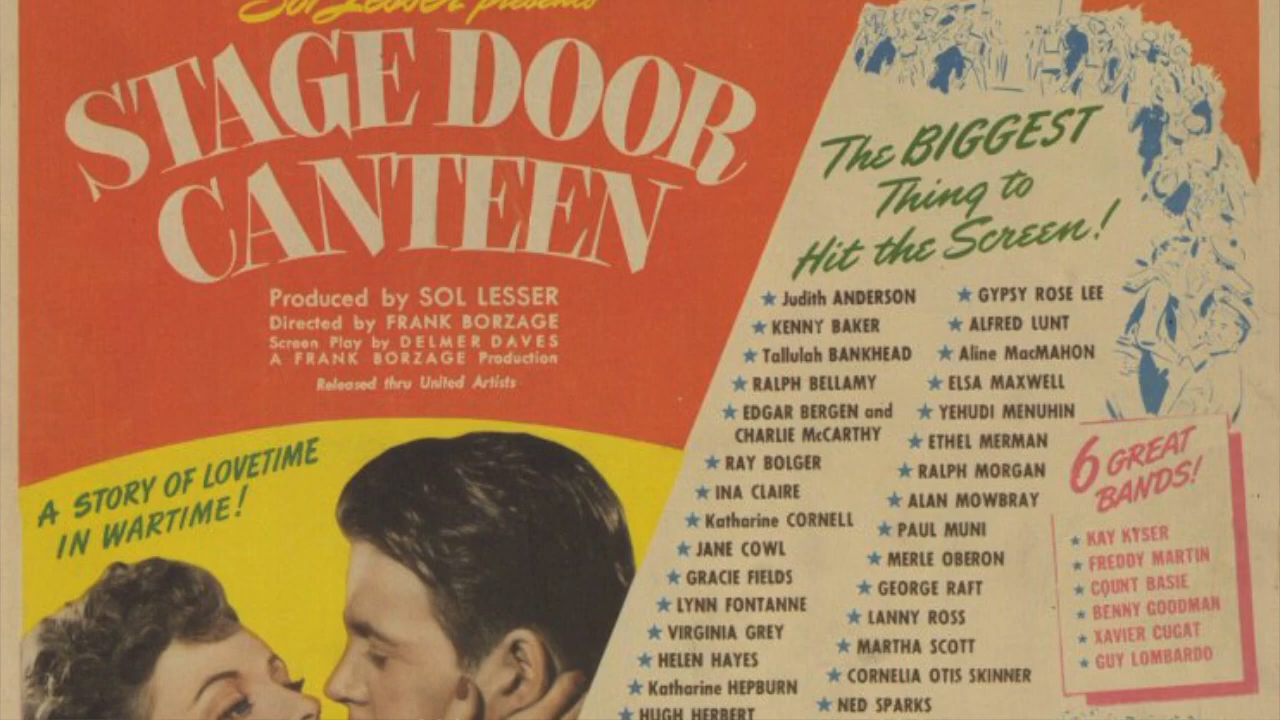 Sol Lesser presents
STAGE DOOR
CANTEEN
Produced by SOL LESSER
Directed by FRANK BORZAGE
Screen Play by DELMER DAVES
A FRANK BORZAGE Production
Released thru United Artists
A STORY OF LOVETIME
IN WARTIME!
The BIGGEST
Thing to
Hit the Screen!
Judith ANDERSON
KENNY BAKER
Tallulah BANKHEAD
RALPH BELLAMY
EDGAR BERGEN and
CHARLIE McCARTHY
RAY BOLGER
INA CLAIRE
Katharine CORNELL
JANE COWL
GRACIE FIELDS
LYNN FONTANNE
VIRGINIA GREY
HELEN HAYES
Katharine HEPBURN
HUGH HERBERT
GYPSY ROSE LEE
ALFRED LUNT
Aline MacMAHON
ELSA MAXWELL
YEHUDI MENUHIN
ETHEL MERMAN
RALPH MORGAN
ALAN MOWBRAY
PAUL MUNI
MERLE OBERON
GEORGE RAFT
LANNY ROSS
MARTHA SCOTT
CORNELIA OTIS SKINNER
NED SPARKS
6 GREAT
BANDS!
KAY KYSER
FREDDY MARTIN
COUNT BASIE
BENNY GOODMAN
XAVIER CUGAT
GUY LOMBARDO